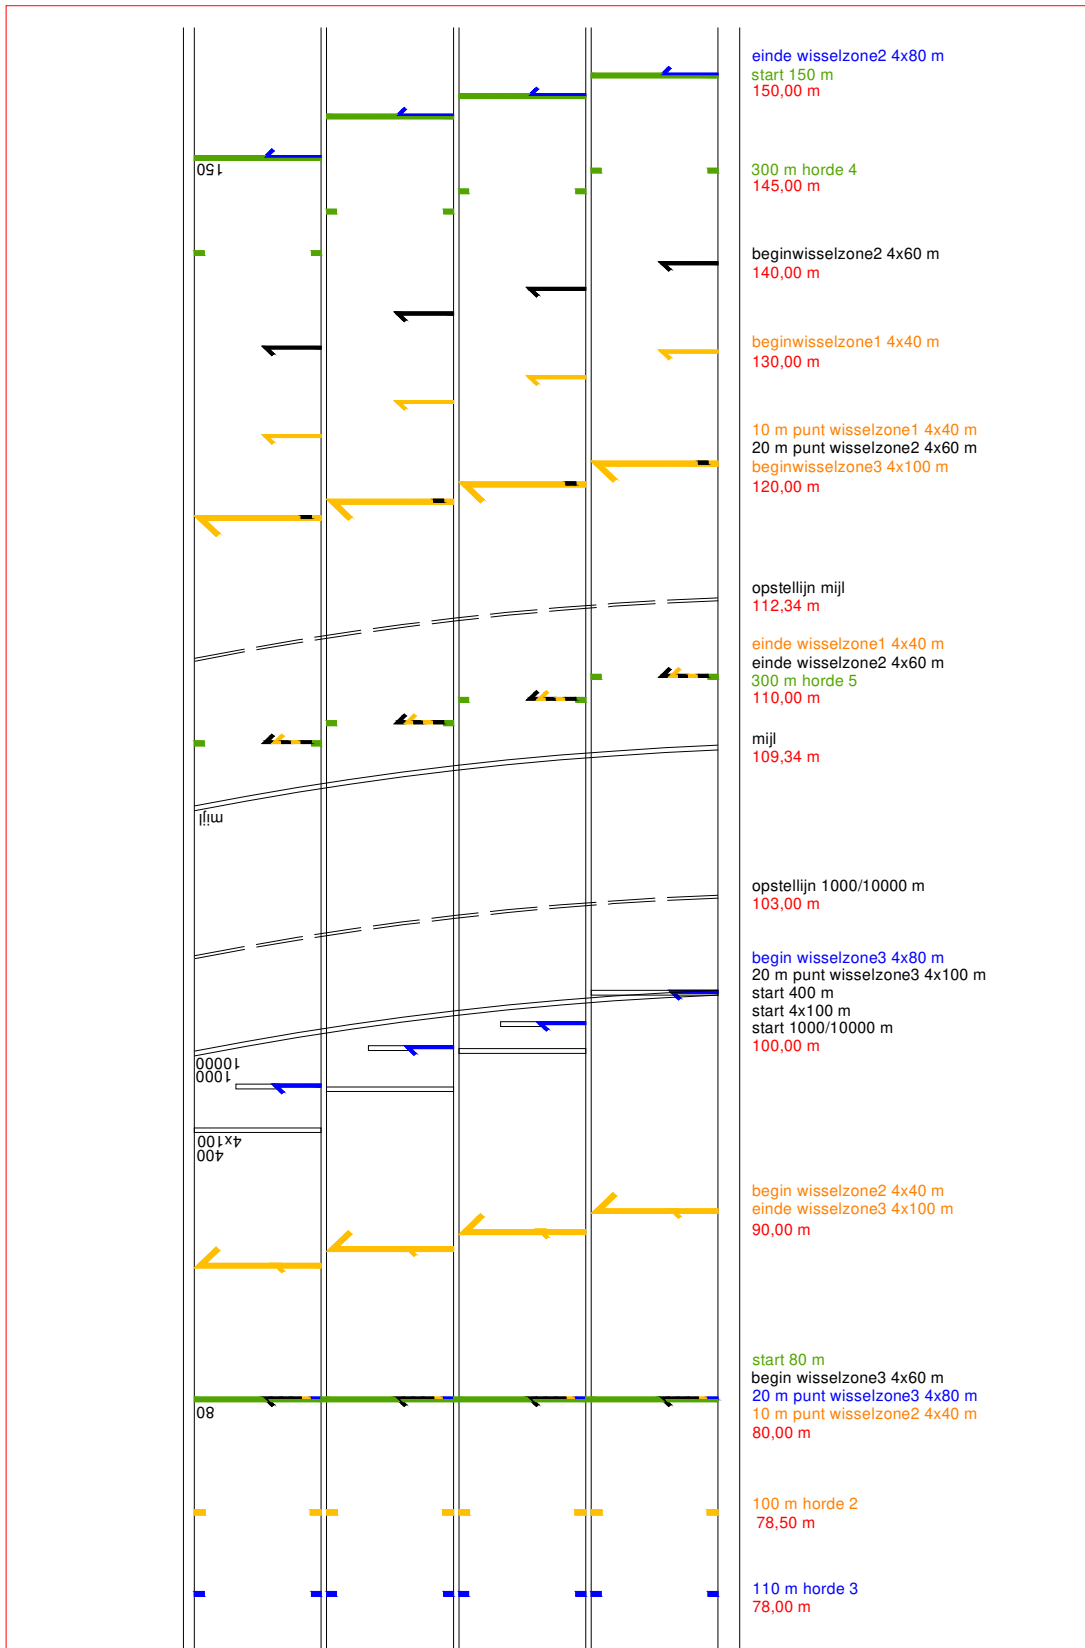 einde wisselzone2 4x80 m
start 150 m
150,00 m
150
300 m horde 4
145,00 m
beginwisselzone2 4x60 m
140,00 m
beginwisselzone1 4x40 m
130,00 m
10 m punt wisselzone1 4x40 m
20 m punt wisselzone2 4x60 m
beginwisselzone3 4x100 m
120,00 m
opstellijn mijl
112,34 m
einde wisselzone1 4x40 m
einde wisselzone2 4x60 m
300 m horde 5
110,00 m
mijl
109,34 m
mijl
opstellijn 1000/10000 m
103,00 m
begin wisselzone3 4x80 m
20 m punt wisselzone3 4x100 m
start 400 m
start 4x100 m
start 1000/10000 m
100,00 m
10000
1000
4x100
400
begin wisselzone2 4x40 m
einde wisselzone3 4x100 m
90,00 m
start 80 m
begin wisselzone3 4x60 m
20 m punt wisselzone3 4x80 m
10 m punt wisselzone2 4x40 m
80,00 m
80
100 m horde 2
78,50 m
110 m horde 3
78,00 m